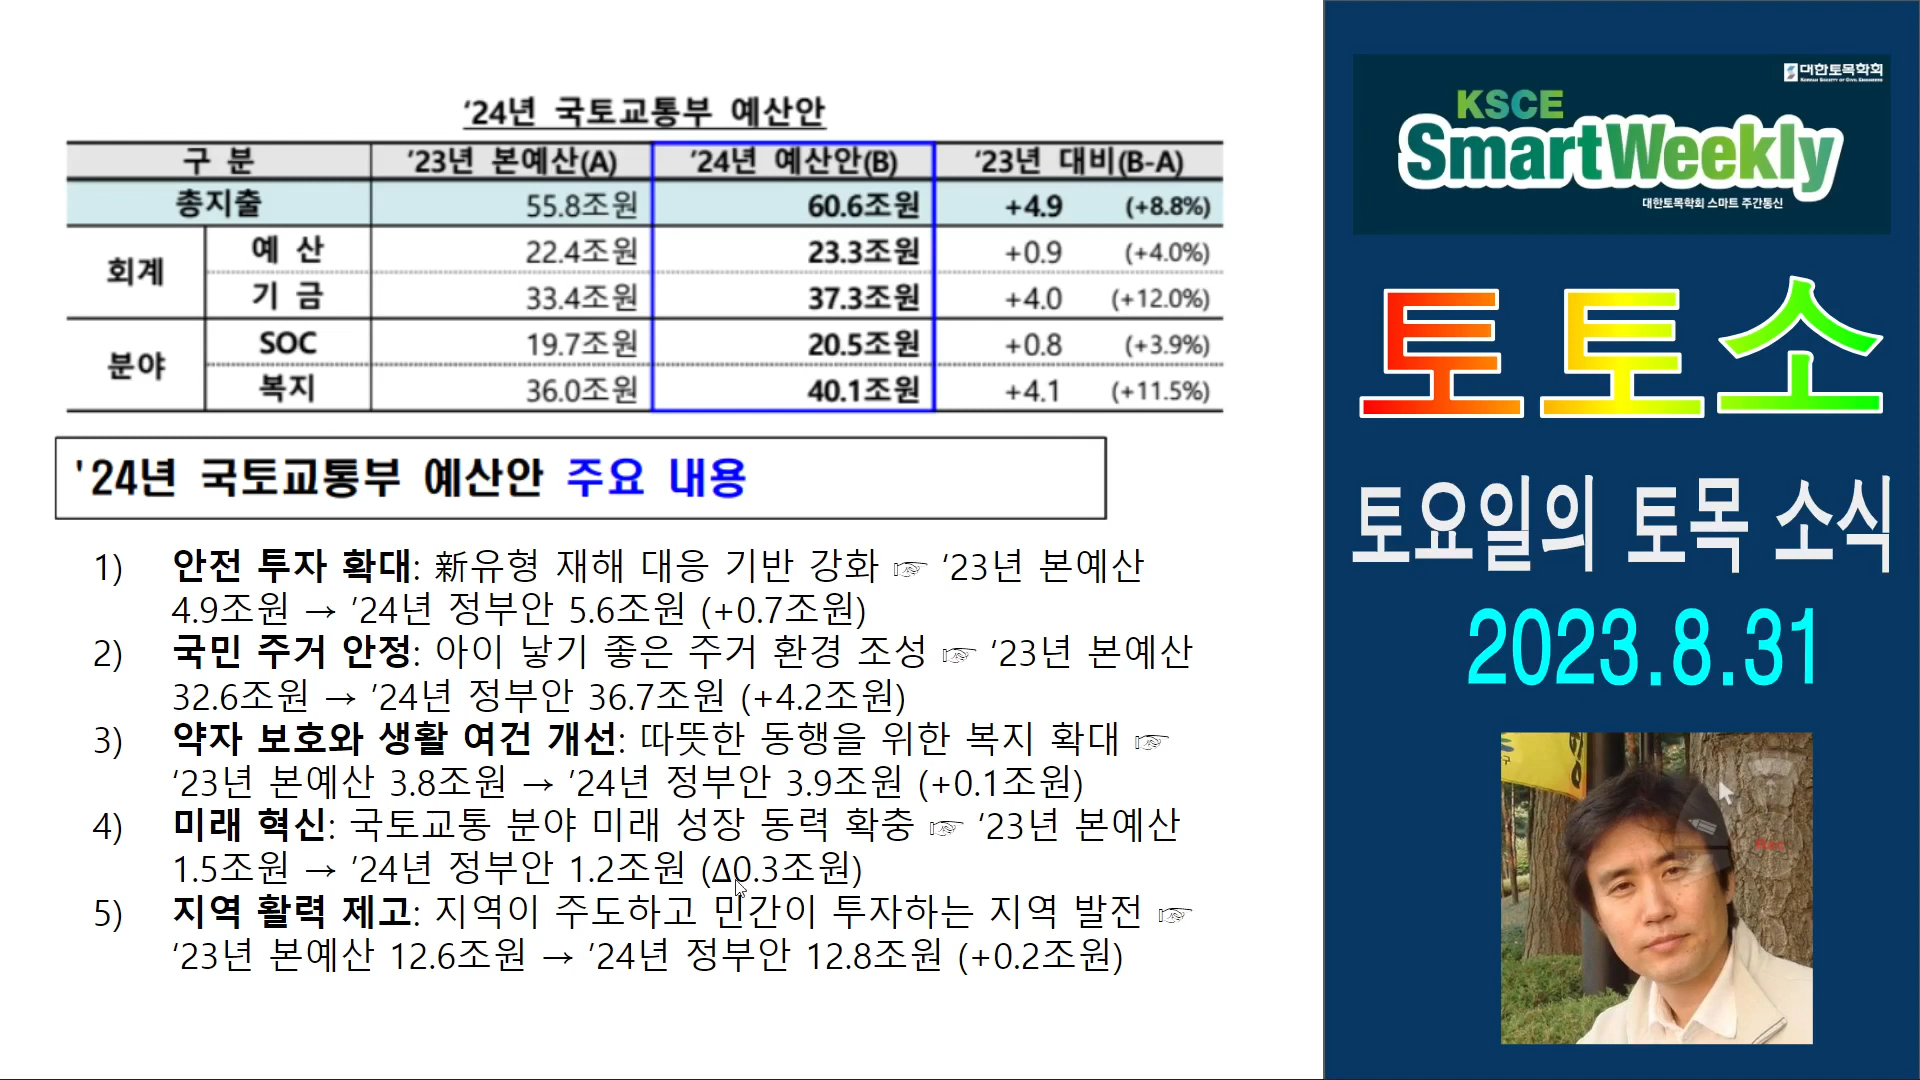 ‘24년 국토교통부 예산안
구 분 ‘23년 본예산(A) ‘24년 예산안(B) ‘23년 대비(B-A)
총지출 55.8조원 60.6조원 +4.9 (+8.8%)
회계 예 산 22.4조원 23.3조원 +0.9 (+4.0%)
기 금 33.4조원 37.3조원 +4.0 (+12.0%)
분야 SOC 19.7조원 20.5조원 +0.8 (+3.9%)
복지 36.0조원 40.1조원 +4.1 (+11.5%)
'24년 국토교통부 예산안 주요 내용
1) 안전 투자 확대: 新유형 재해 대응 기반 강화 ☞ ‘23년 본예산
4.9조원 → ’24년 정부안 5.6조원 (+0.7조원)
2) 국민 주거 안정: 아이 낳기 좋은 주거 환경 조성 ☞ ‘23년 본예산
32.6조원 → ’24년 정부안 36.7조원 (+4.2조원)
3) 약자 보호와 생활 여건 개선: 따뜻한 동행을 위한 복지 확대 ☞
‘23년 본예산 3.8조원 → ’24년 정부안 3.9조원 (+0.1조원)
4) 미래 혁신: 국토교통 분야 미래 성장 동력 확충 ☞ ‘23년 본예산
1.5조원 → ’24년 정부안 1.2조원 (Δ0.3조원)
5) 지역 활력 제고: 지역이 주도하고 민간이 투자하는 지역 발전 ☞
‘23년 본예산 12.6조원 → ’24년 정부안 12.8조원 (+0.2조원)
대한토목학회
KOREAN SOCIETY OF CIVIL ENGINEERS
KSCE
SmartWeekly
대한토목학회 스마트 주간통신
토토소
토요일의 토목 소식
2023.8.31